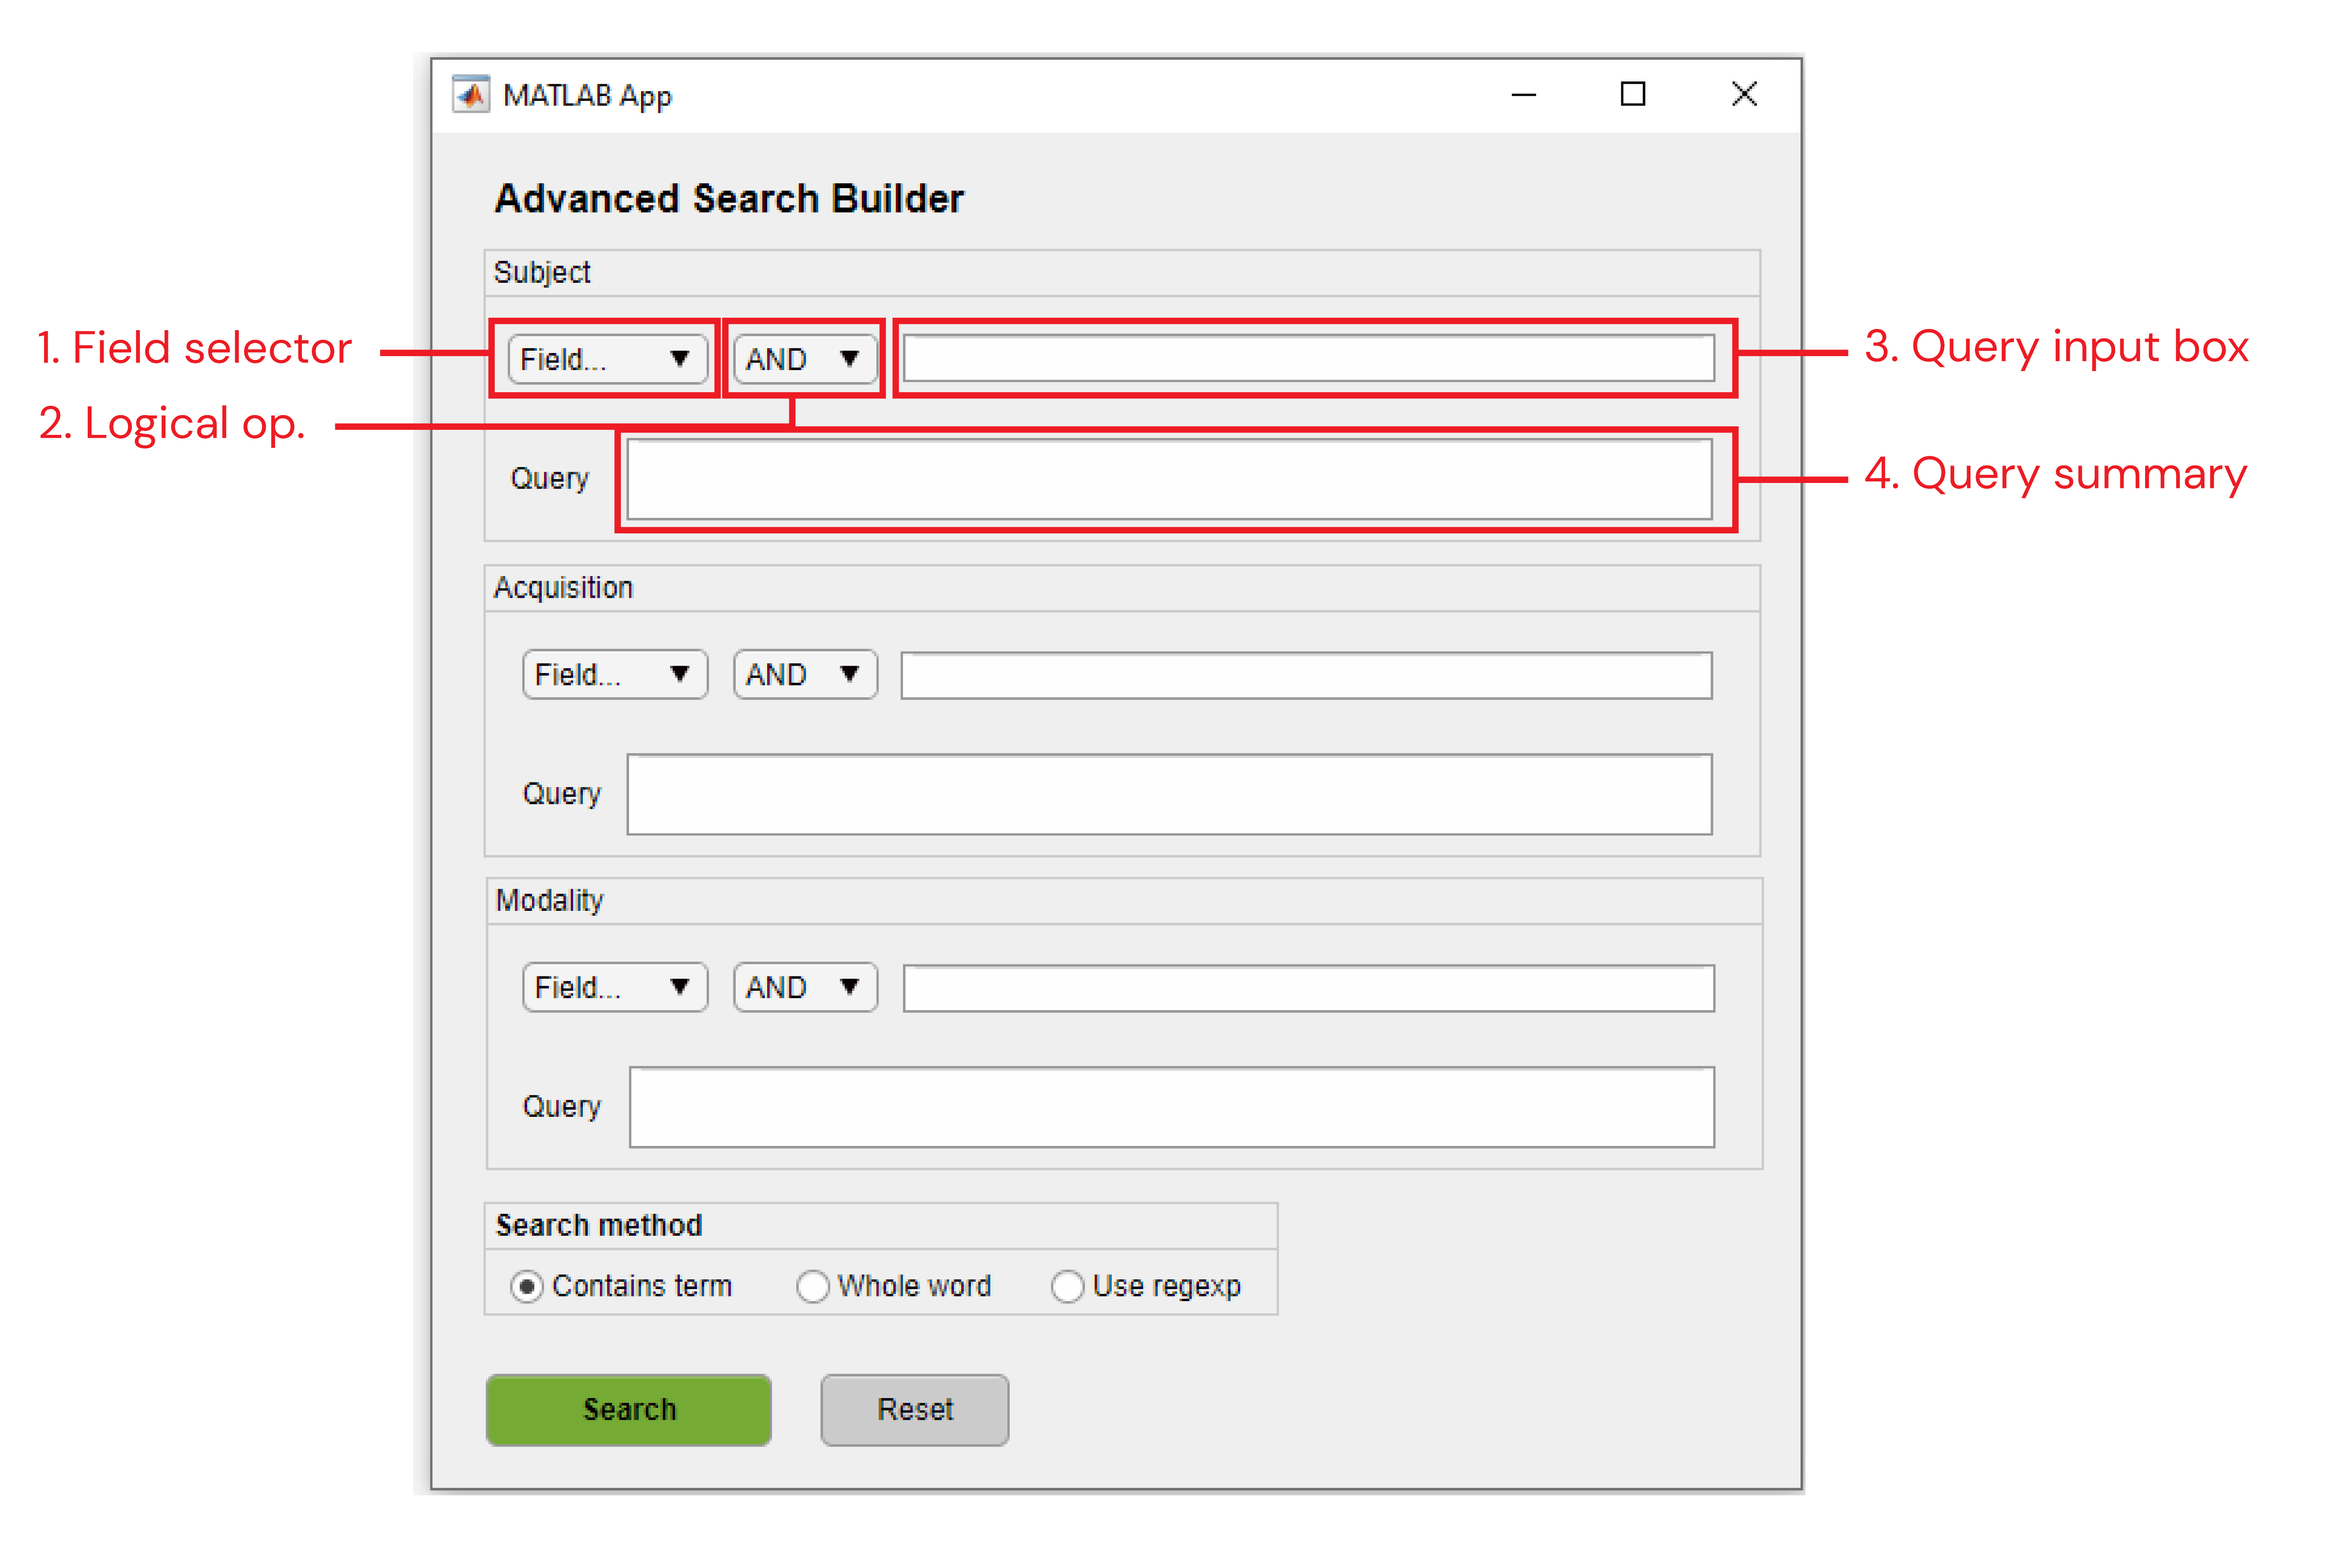 MATLAB App
Advanced Search Builder
Subject
1. Field selector
Field...
AND
3. Query input box
2. Logical op.
Query
4. Query summary
Acquisition
Field...
AND
Query
Modality
Field...
AND
Query
Search method
Contains term
Whole word
Use regexp
Search
Reset